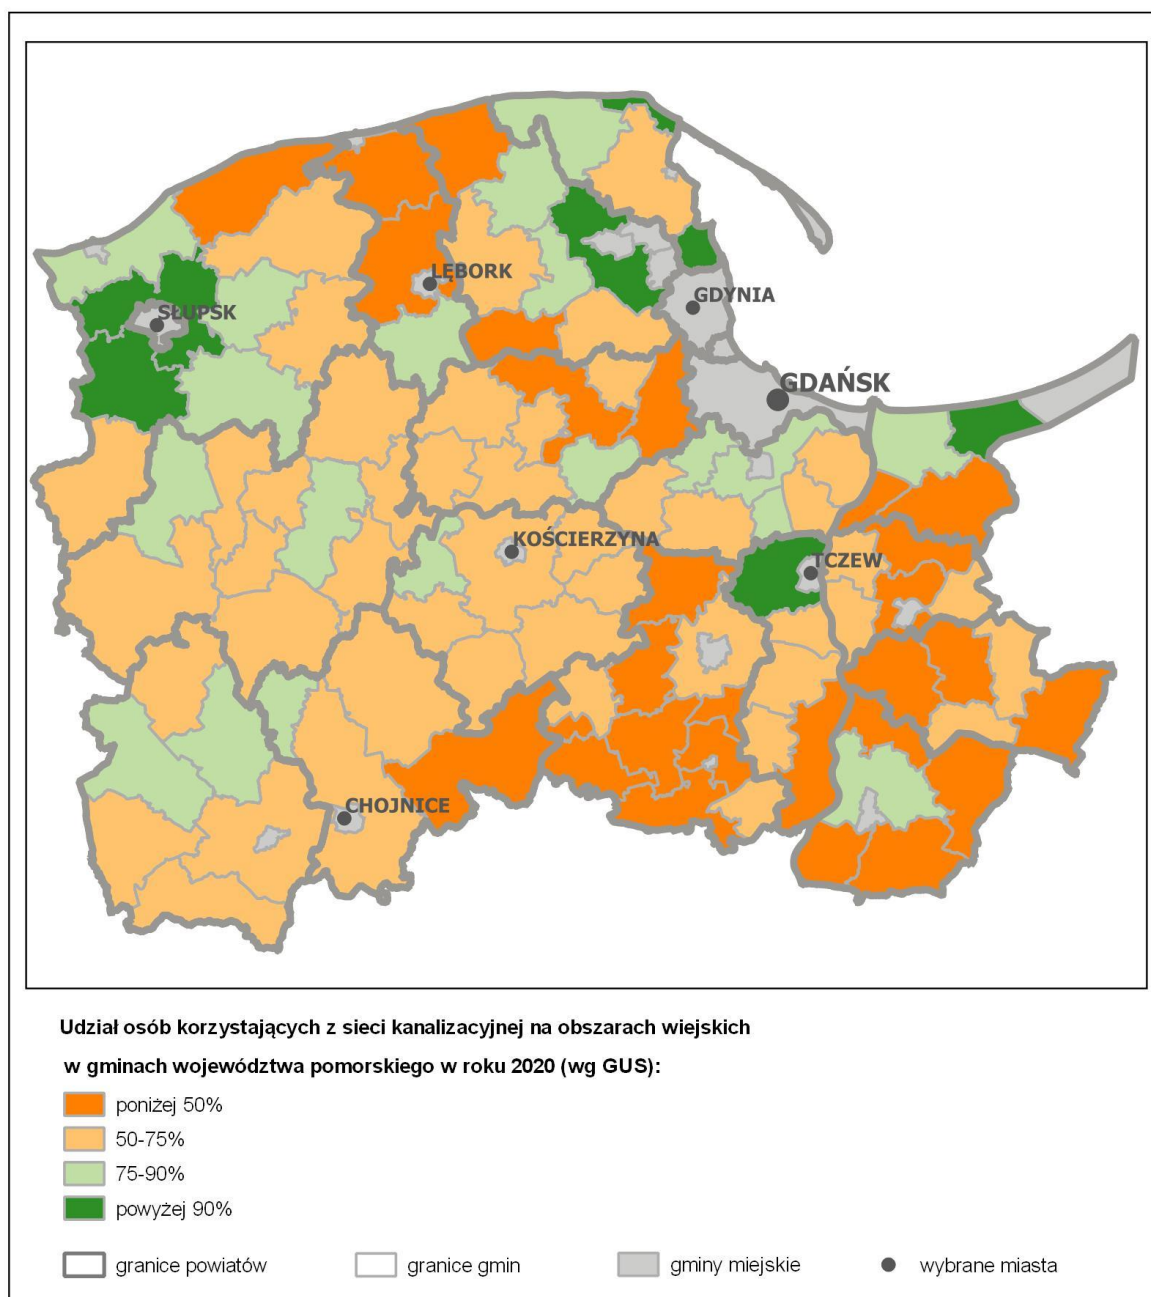 LĘBORK
SŁUPSK
GDYNIA
GDAŃSK
KOŚCIERZYNA
TCZEW
CHOJNICE
Udział osób korzystających z sieci kanalizacyjnej na obszarach wiejskich
w gminach województwa pomorskiego w roku 2020 (wg GUS):
poniżej 50%
50-75%
75-90%
powyżej 90%
granice powiatów granice gmin gminy miejskie wybrane miasta